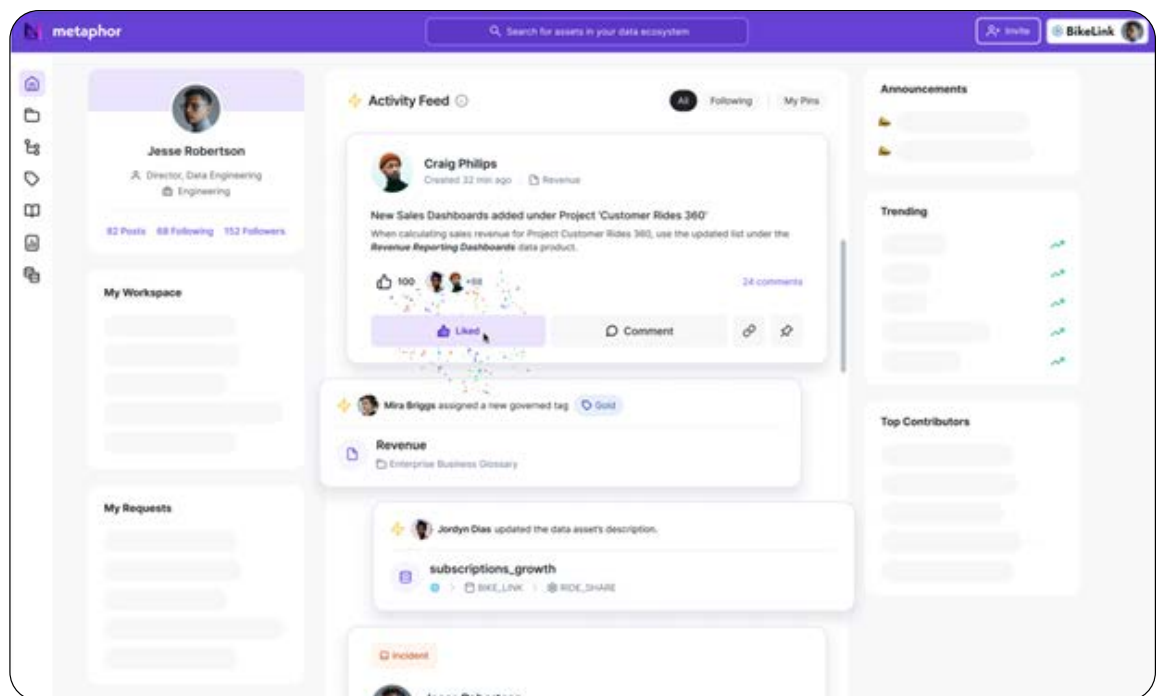 metaphor
Search for assets in your data ecosystem
Invite
BikeLink
Jesse Robertson
Director, Data Engineering
Engineering
82 Posts 68 Following 152 Followers
My Workspace
My Requests
Activity Feed
All Following My Pins
Craig Philips
Created 32 min ago Revenue
New Sales Dashboards added under Project 'Customer Rides 360'
When calculating sales revenue for Project Customer Rides 360, use the updated list under the
Revenue Reporting Dashboards data product.
100 +98
24 comments
Liked
Comment
Mira Briggs assigned a new governed tag Gold
Revenue
Enterprise Business Glossary
Jordyn Dias updated the data asset's description.
subscriptions_growth
BIKE_LINK RIDE_SHARE
Incident
Jesse Robertson
Announcements
Trending
Top Contributors